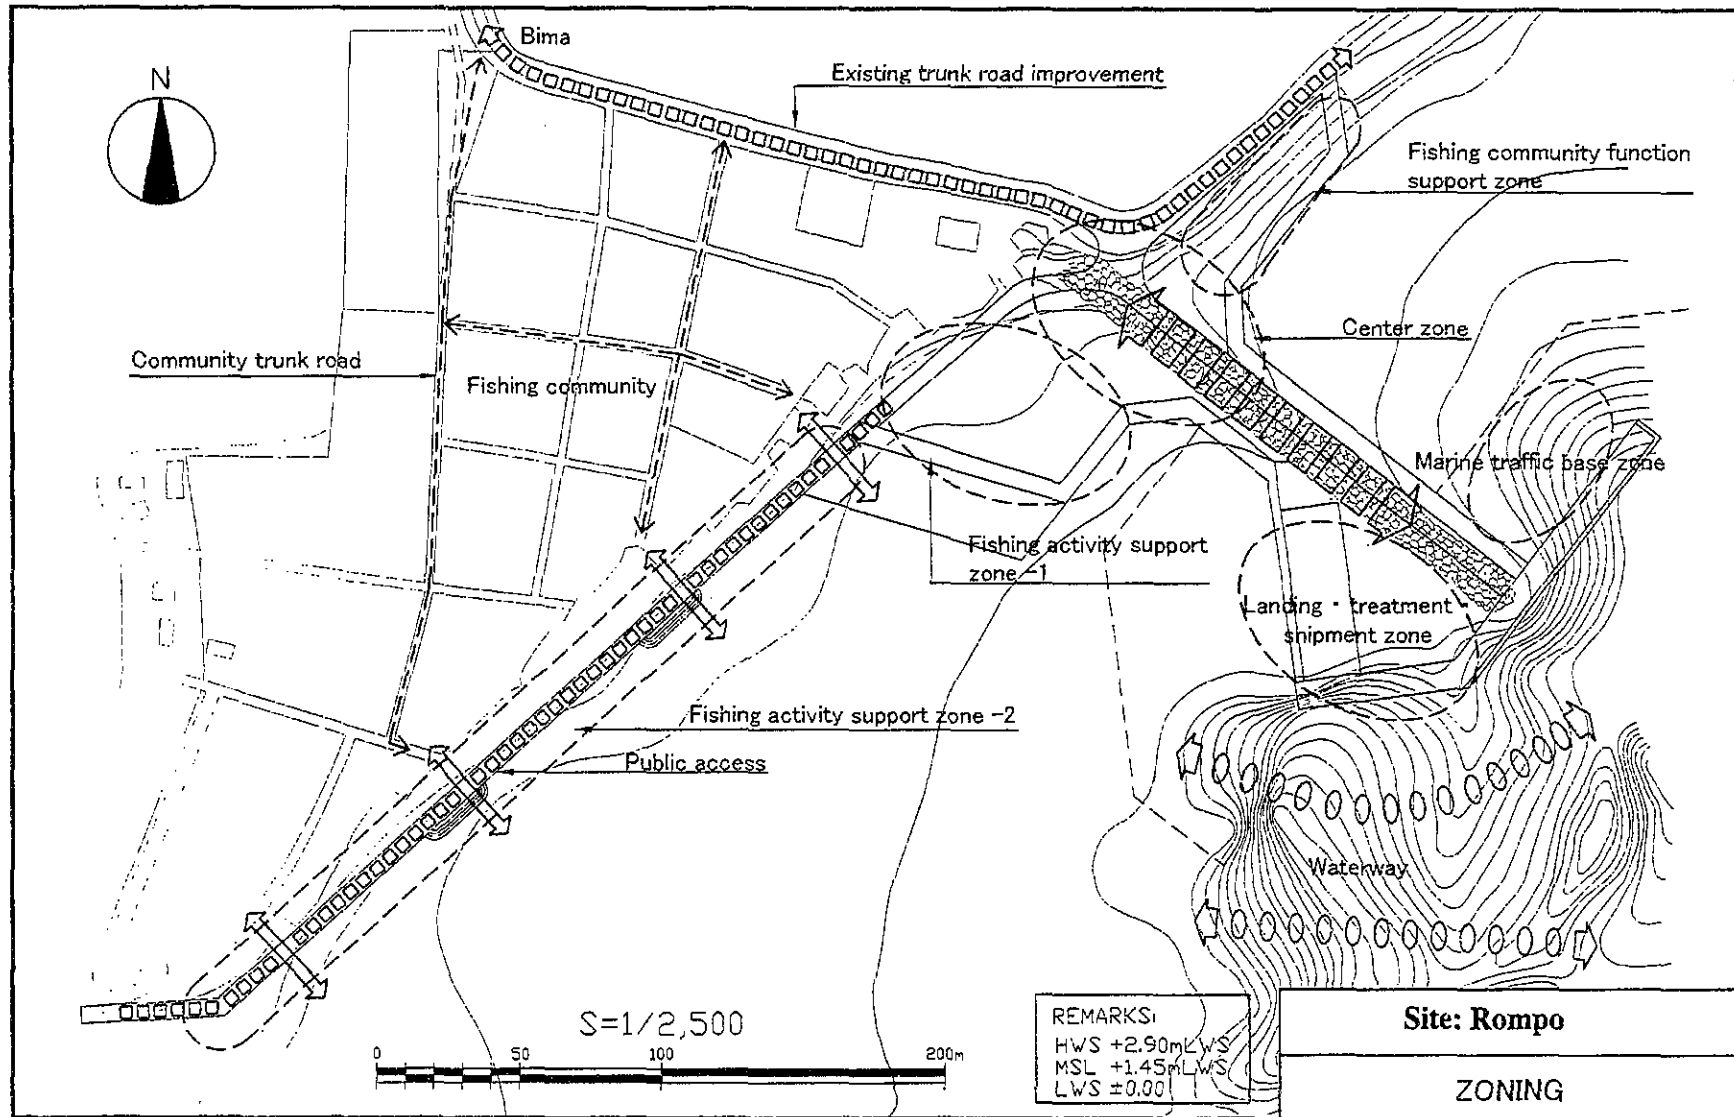 N
Bima
Existing trunk road improvement
Fishing community function
support zone
Center zone
Community trunk road
Fishing community
Marine traffic base zone
Fishing activity support
zone -1
Landing・treatment
shipment zone
Fishing activity support zone -2
Public access
Waterway
S=1/2,500
0 50 100 200m
REMARKS:
HWS +2.90mLWS
MSL +1.45mLWS
LWS ±0.00
Site: Rompo
ZONING